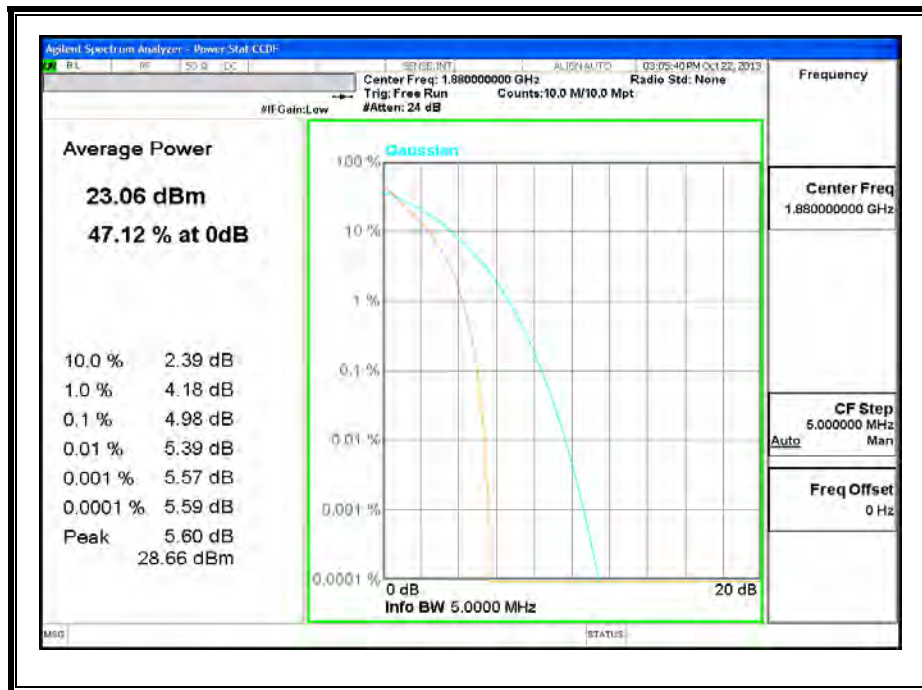 Agilent Spectrum Analyzer - Power Stat CCDF
RL RF 50 Ω DC SENSE:INT ALIGN AUTO 03:05:40 PM Oct 22, 2013
Center Freq: 1.880000000 GHz Radio Std: None
Trig: Free Run Counts:10.0 M/10.0 Mpt
#IFGain:Low #Atten: 24 dB
Frequency
Average Power
23.06 dBm
47.12 % at 0dB
10.0 % 2.39 dB
1.0 % 4.18 dB
0.1 % 4.98 dB
0.01 % 5.39 dB
0.001 % 5.57 dB
0.0001 % 5.59 dB
Peak 5.60 dB
28.66 dBm
Gaussian
100 %
10 %
1 %
0.1 %
0.01 %
0.001 %
0.0001 %
0 dB 20 dB
Info BW 5.0000 MHz
Center Freq
1.880000000 GHz
CF Step
5.000000 MHz
Auto Man
Freq Offset
0 Hz
MSG STATUS